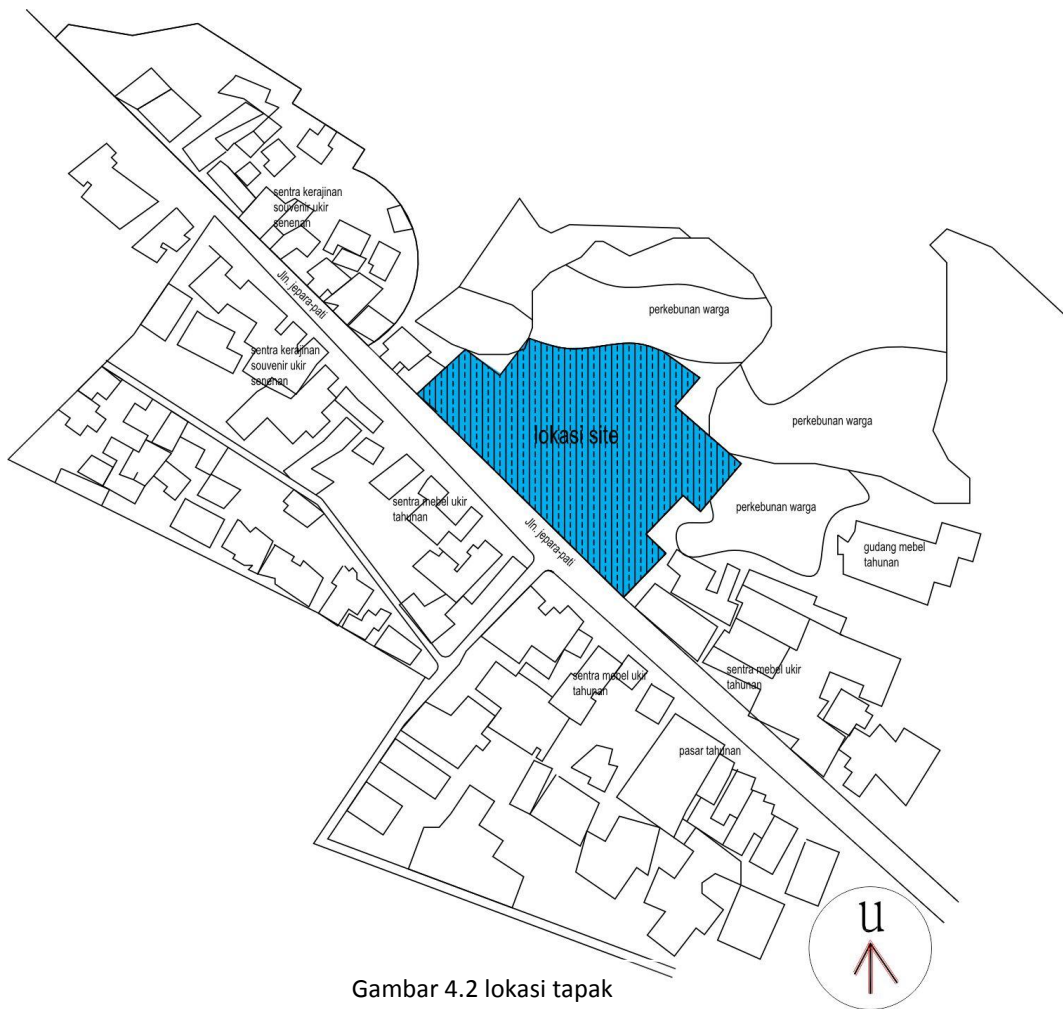 sentra kerajinan
souvenir ukir
senenan
Jln. jepara-pati
perkebunan warga
sentra kerajinan
souvenir ukir
senenan
perkebunan warga
lokasi site
sentra mebel ukir
tahunan
perkebunan warga
Jln. jepara-pati
gudang mebel
tahunan
sentra mebel ukir
tahunan
sentra mebel ukir
tahunan
pasar tahunan
U
Gambar 4.2 lokasi tapak